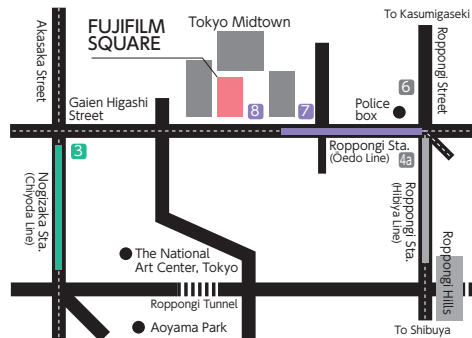 To Kasumigaseki
Akasaka Street
FUJIFILM
SQUARE
Tokyo Midtown
Roppongi Street
6
Police
box
Gaien Higashi
Street
8
7
3
Roppongi Sta.
(Ōedo Line)
4a
Nogizaka Sta.
(Chiyoda Line)
Roppongi Sta.
(Hibiya Line)
The National
Art Center, Tokyo
Roppongi Hills
Roppongi Tunnel
Aoyama Park
To Shibuya